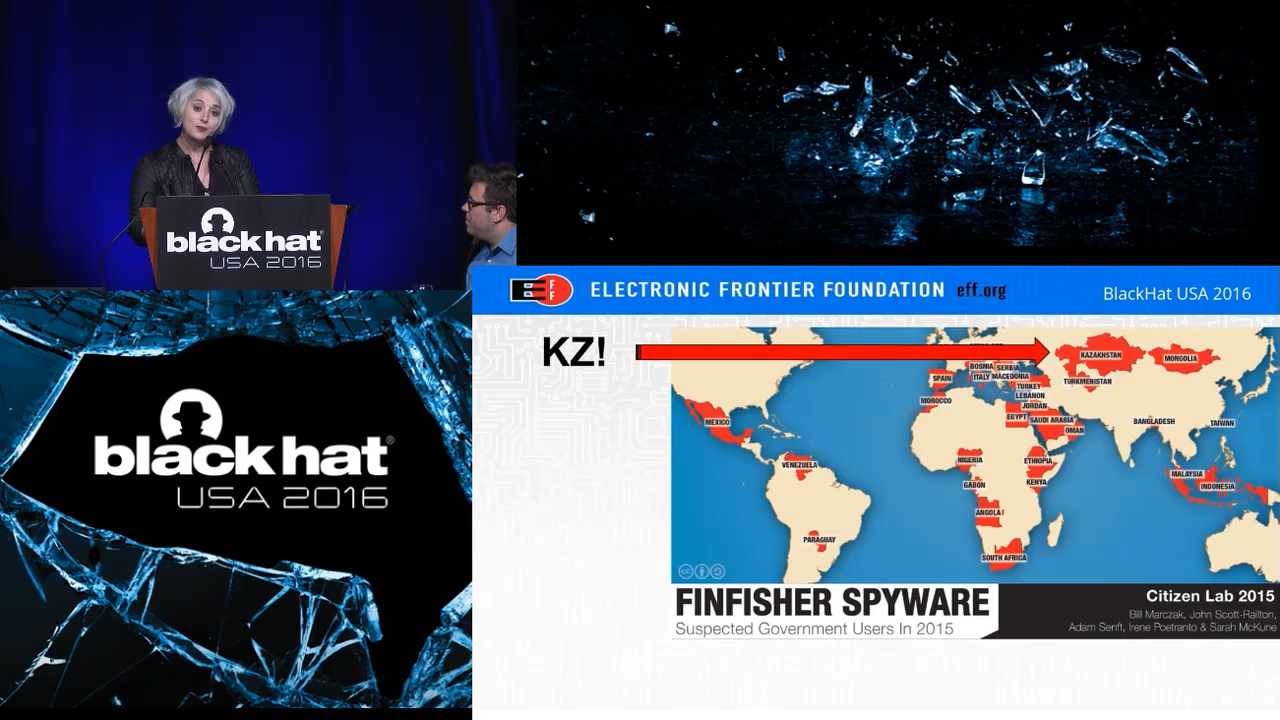 black hat
USA 2016
black hat®
USA 2016
EFF ELECTRONIC FRONTIER FOUNDATION eff.org
BlackHat USA 2016
KZ!
KAZAKHSTAN
MONGOLIA
BOSNIA
SERBIA
ITALY
MACEDONIA
SPAIN
TURKEY
TURKMENISTAN
LEBANON
MOROCCO
JORDAN
MEXICO
EGYPT
SAUDI ARABIA
OMAN
BANGLADESH
TAIWAN
VENEZUELA
NIGERIA
ETHIOPIA
MALAYSIA
GABON
KENYA
INDONESIA
ANGOLA
PARAGUAY
SOUTH AFRICA
FINFISHER SPYWARE
Suspected Government Users In 2015
Citizen Lab 2015
Bill Marczak, John Scott-Railton,
Adam Senft, Irene Poetranto & Sarah McKune